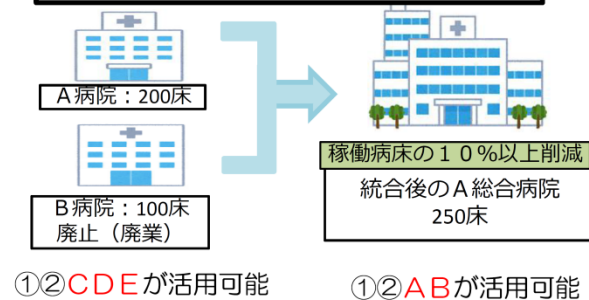 A病院:200床
B病院:100床
廃止(廃業)
①②CDEが活用可能
稼働病床の10%以上削減
統合後のA総合病院
250床
①②ABが活用可能